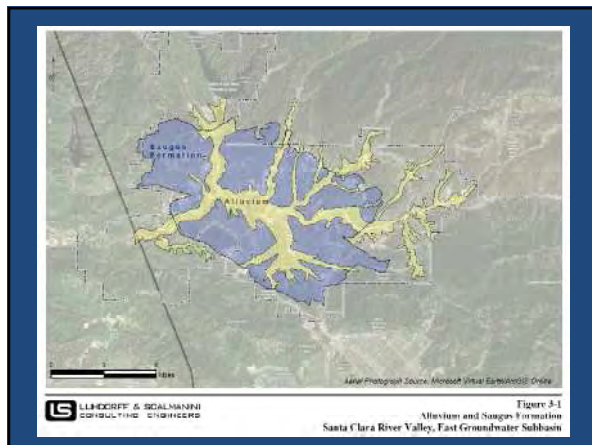 Saugus
Formation
Alluvium
Miles
Aerial Photograph Source: Microsoft Virtual Earth/ArcGIS Online
LUHDORFF & SCALMANINI
CONSULTING ENGINEERS
Figure 3-1
Alluvium and Saugus Formation
Santa Clara River Valley, East Groundwater Subbasin